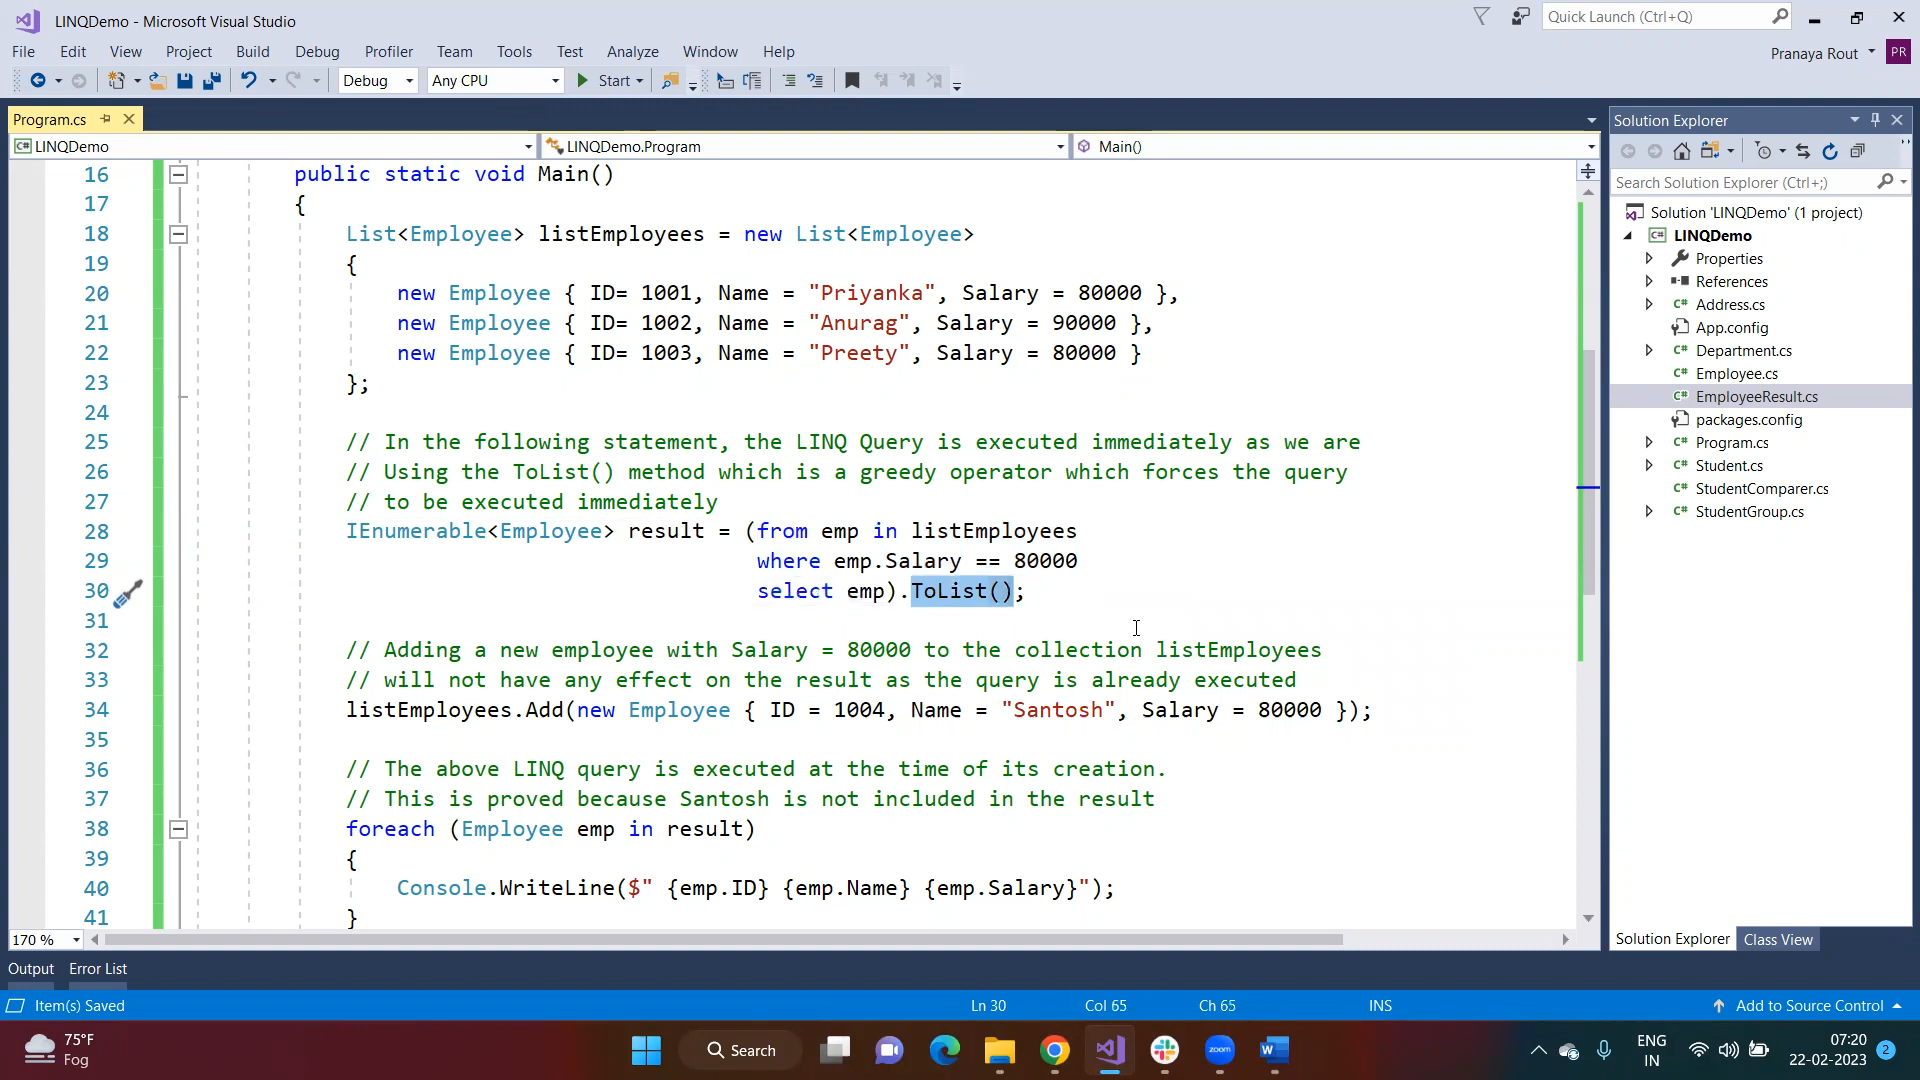 LINQDemo - Microsoft Visual Studio
Quick Launch (Ctrl+Q)
File Edit View Project Build Debug Profiler Team Tools Test Analyze Window Help
Pranaya Rout PR
Debug Any CPU Start
Program.cs
LINQDemo LINQDemo.Program Main()
16 public static void Main()
17 {
18 List<Employee> listEmployees = new List<Employee>
19 {
20 new Employee { ID= 1001, Name = "Priyanka", Salary = 80000 },
21 new Employee { ID= 1002, Name = "Anurag", Salary = 90000 },
22 new Employee { ID= 1003, Name = "Preety", Salary = 80000 }
23 };
24
25 // In the following statement, the LINQ Query is executed immediately as we are
26 // Using the ToList() method which is a greedy operator which forces the query
27 // to be executed immediately
28 IEnumerable<Employee> result = (from emp in listEmployees
29 where emp.Salary == 80000
30 select emp).ToList();
31
32 // Adding a new employee with Salary = 80000 to the collection listEmployees
33 // will not have any effect on the result as the query is already executed
34 listEmployees.Add(new Employee { ID = 1004, Name = "Santosh", Salary = 80000 });
35
36 // The above LINQ query is executed at the time of its creation.
37 // This is proved because Santosh is not included in the result
38 foreach (Employee emp in result)
39 {
40 Console.WriteLine($" {emp.ID} {emp.Name} {emp.Salary}");
41 }
170 %
Solution Explorer
Search Solution Explorer (Ctrl+;)
Solution 'LINQDemo' (1 project)
C# LINQDemo
Properties
References
C# Address.cs
App.config
C# Department.cs
C# Employee.cs
C# EmployeeResult.cs
packages.config
C# Program.cs
C# Student.cs
C# StudentComparer.cs
C# StudentGroup.cs
Solution Explorer Class View
Output Error List
Item(s) Saved Ln 30 Col 65 Ch 65 INS Add to Source Control
75°F
Fog
Search
zoom
ENG
IN
07:20
22-02-2023
2